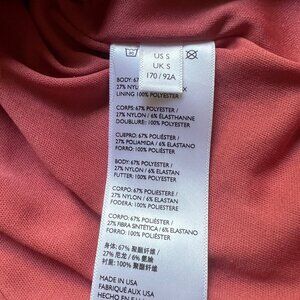 US S
UK S
170 / 92A
BODY: 67
27% NYLON X
LINING 100% POLYESTER
CORPS: 67% POLYESTER /
27% NYLON / 6% ÉLASTHANNE
DOUBLURE: 100% POLYESTER
CUERPO: 67% POLIÉSTER /
27% POLIAMIDA / 6% ELASTANO
FORRO: 100% POLIÉSTER
BODY: 67% POLYESTER /
27% NYLON / 6% ELASTAN
FUTTER: 100% POLYESTER
CORPO: 67% POLIESTERE /
27% NYLON / 6% ELASTAN
FODERA: 100% POLIESTERE
CORPO: 67% POLIÉSTER /
27% FIBRA SINTÉTICA / 6% ELASTANO
FORRO: 100% POLIÉSTER
身体: 67% 聚酯纤维 /
27% 尼龙 / 6% 氨纶
衬里: 100% 聚酯纤维
MADE IN USA
FABRIQUÉ AUX
HECHO EN